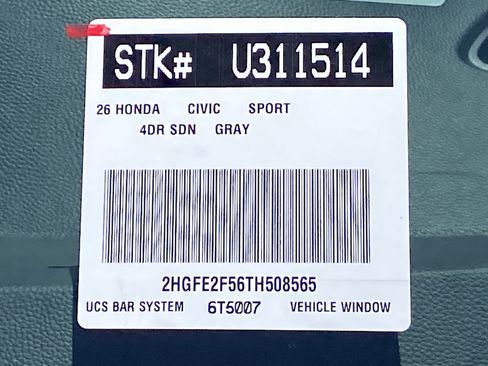 STK# U311514
26 HONDA CIVIC SPORT
4DR SDN GRAY
2HGFE2F56TH508565
UCS BAR SYSTEM 6T5007 VEHICLE WINDOW